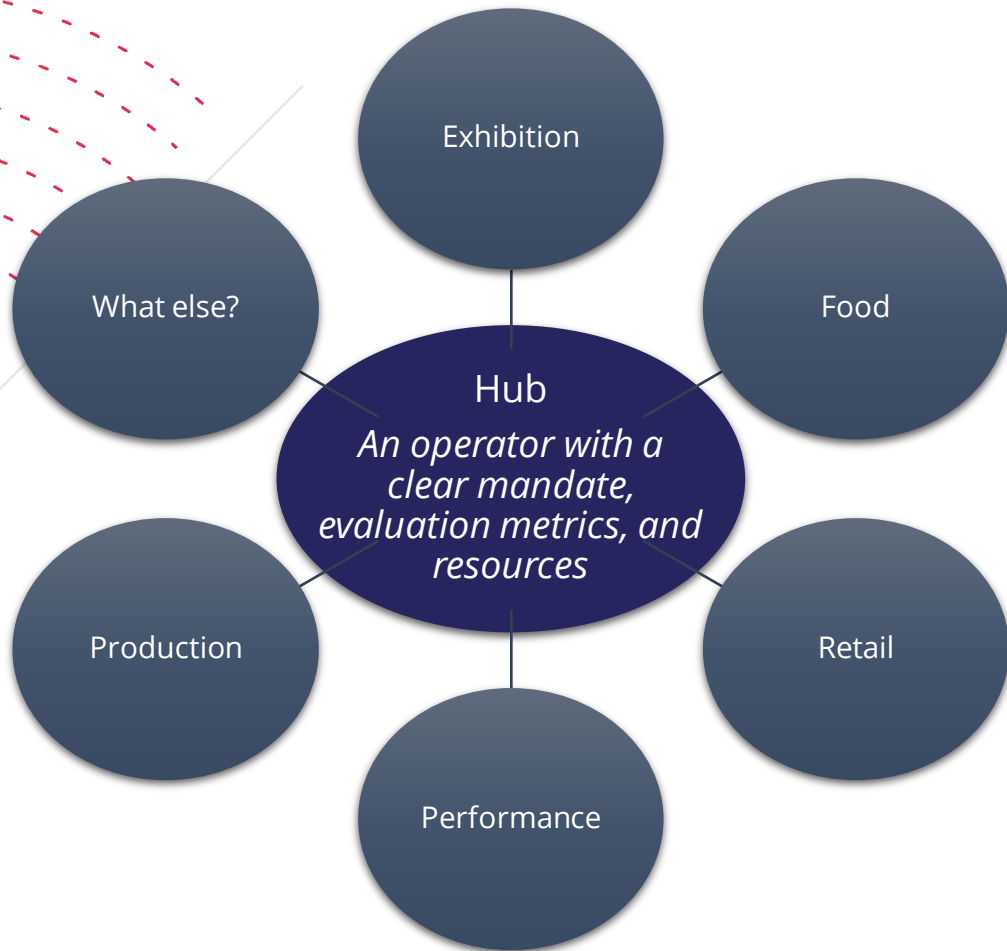 Exhibition
What else?
Food
Hub
An operator with a
clear mandate,
evaluation metrics, and
resources
Production
Retail
Performance